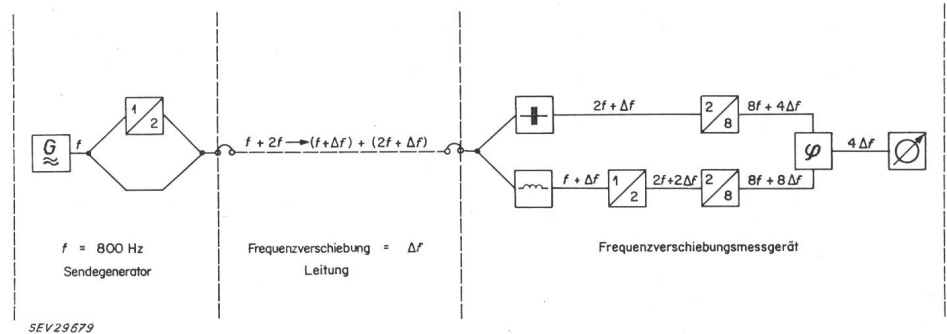 G
f
1
2
f + 2f → (f+Δf) + (2f + Δf)
2f + Δf
2
8
8f + 4Δf
f + Δf
1
2
2f+2Δf
2
8
8f + 8Δf
φ
4Δf
f = 800 Hz
Sendegenerator
Frequenzverschiebung = Δf
Leitung
Frequenzverschiebungsmessgerät
SEV29679